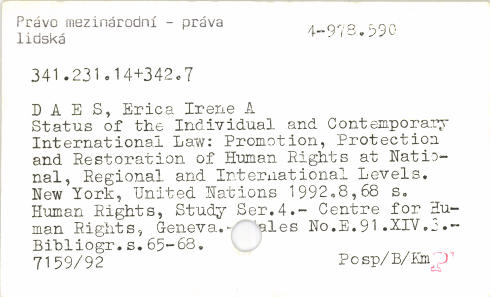 Právo mezinárodní - práva
lidská
4-978.590
341.231.14+342.7
D A E S, Erica Irene A
Status of the Individual and Contemporary
International Law: Promotion, Protection
and Restoration of Human Rights at Natio-
nal, Regional and International Levels.
New York, United Nations 1992.8,68 s.
Human Rights, Study Ser.4.- Centre for Hu-
man Rights, Geneva.- No.E.91.XIV.
Bibliogr.s.65-68.
7159/92
Posp/B/Km